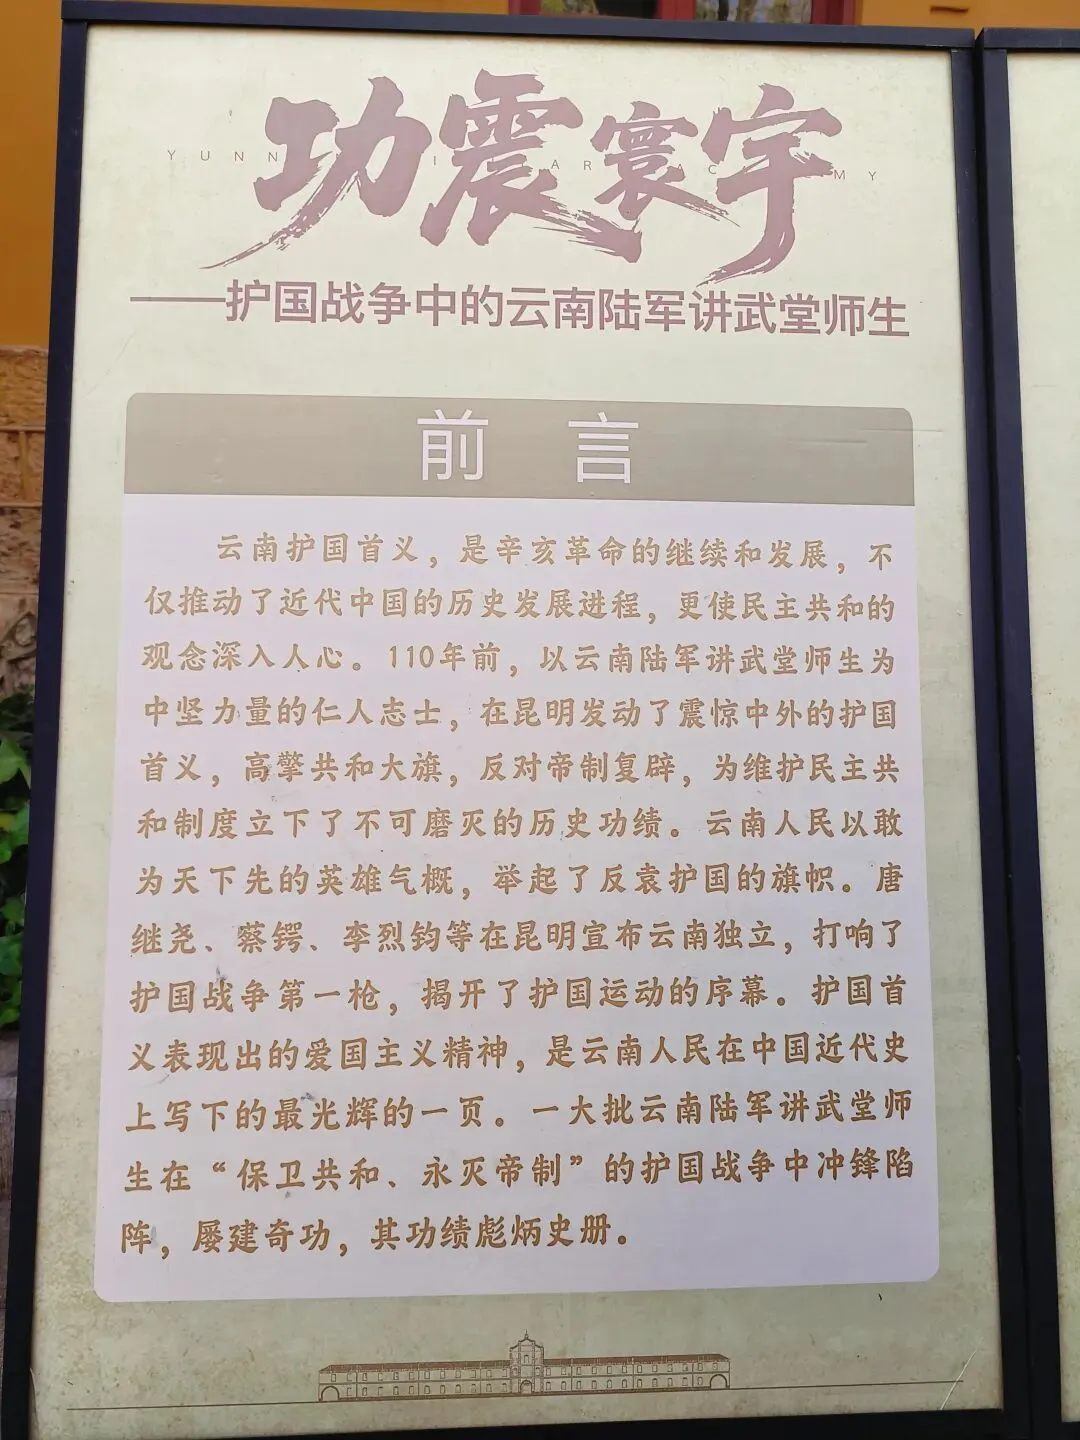 功震寰宇
——护国战争中的云南陆军讲武堂师生
前言
云南护国首义，是辛亥革命的继续和发展，不
仅推动了近代中国的历史发展进程，更使民主共和的
观念深入人心。110年前，以云南陆军讲武堂师生为
中坚力量的仁人志士，在昆明发动了震惊中外的护国
首义，高擎共和大旗，反对帝制复辟，为维护民主共
和制度立下了不可磨灭的历史功绩。云南人民以敢
为天下先的英雄气概，举起了反袁护国的旗帜。唐
继尧、蔡锷、李烈钧等在昆明宣布云南独立，打响了
护国战争第一枪，揭开了护国运动的序幕。护国首
义表现出的爱国主义精神，是云南人民在中国近代史
上写下的最光辉的一页。一大批云南陆军讲武堂师
生在“保卫共和、永灭帝制”的护国战争中冲鋒陷
阵，屡建奇功，其功绩彪炳史册。